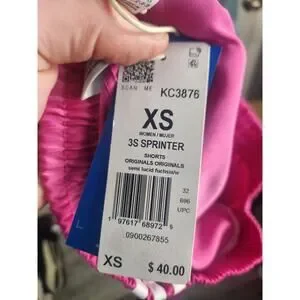 SCAN ME
KC3876
XS
WOMEN / MUJER
3S SPRINTER
SHORTS
ORIGINALS ORIGINALS
semi lucid fuchsia/w
32
696
UPC
1 97617 68972 5
0900267855
XS $ 40.00